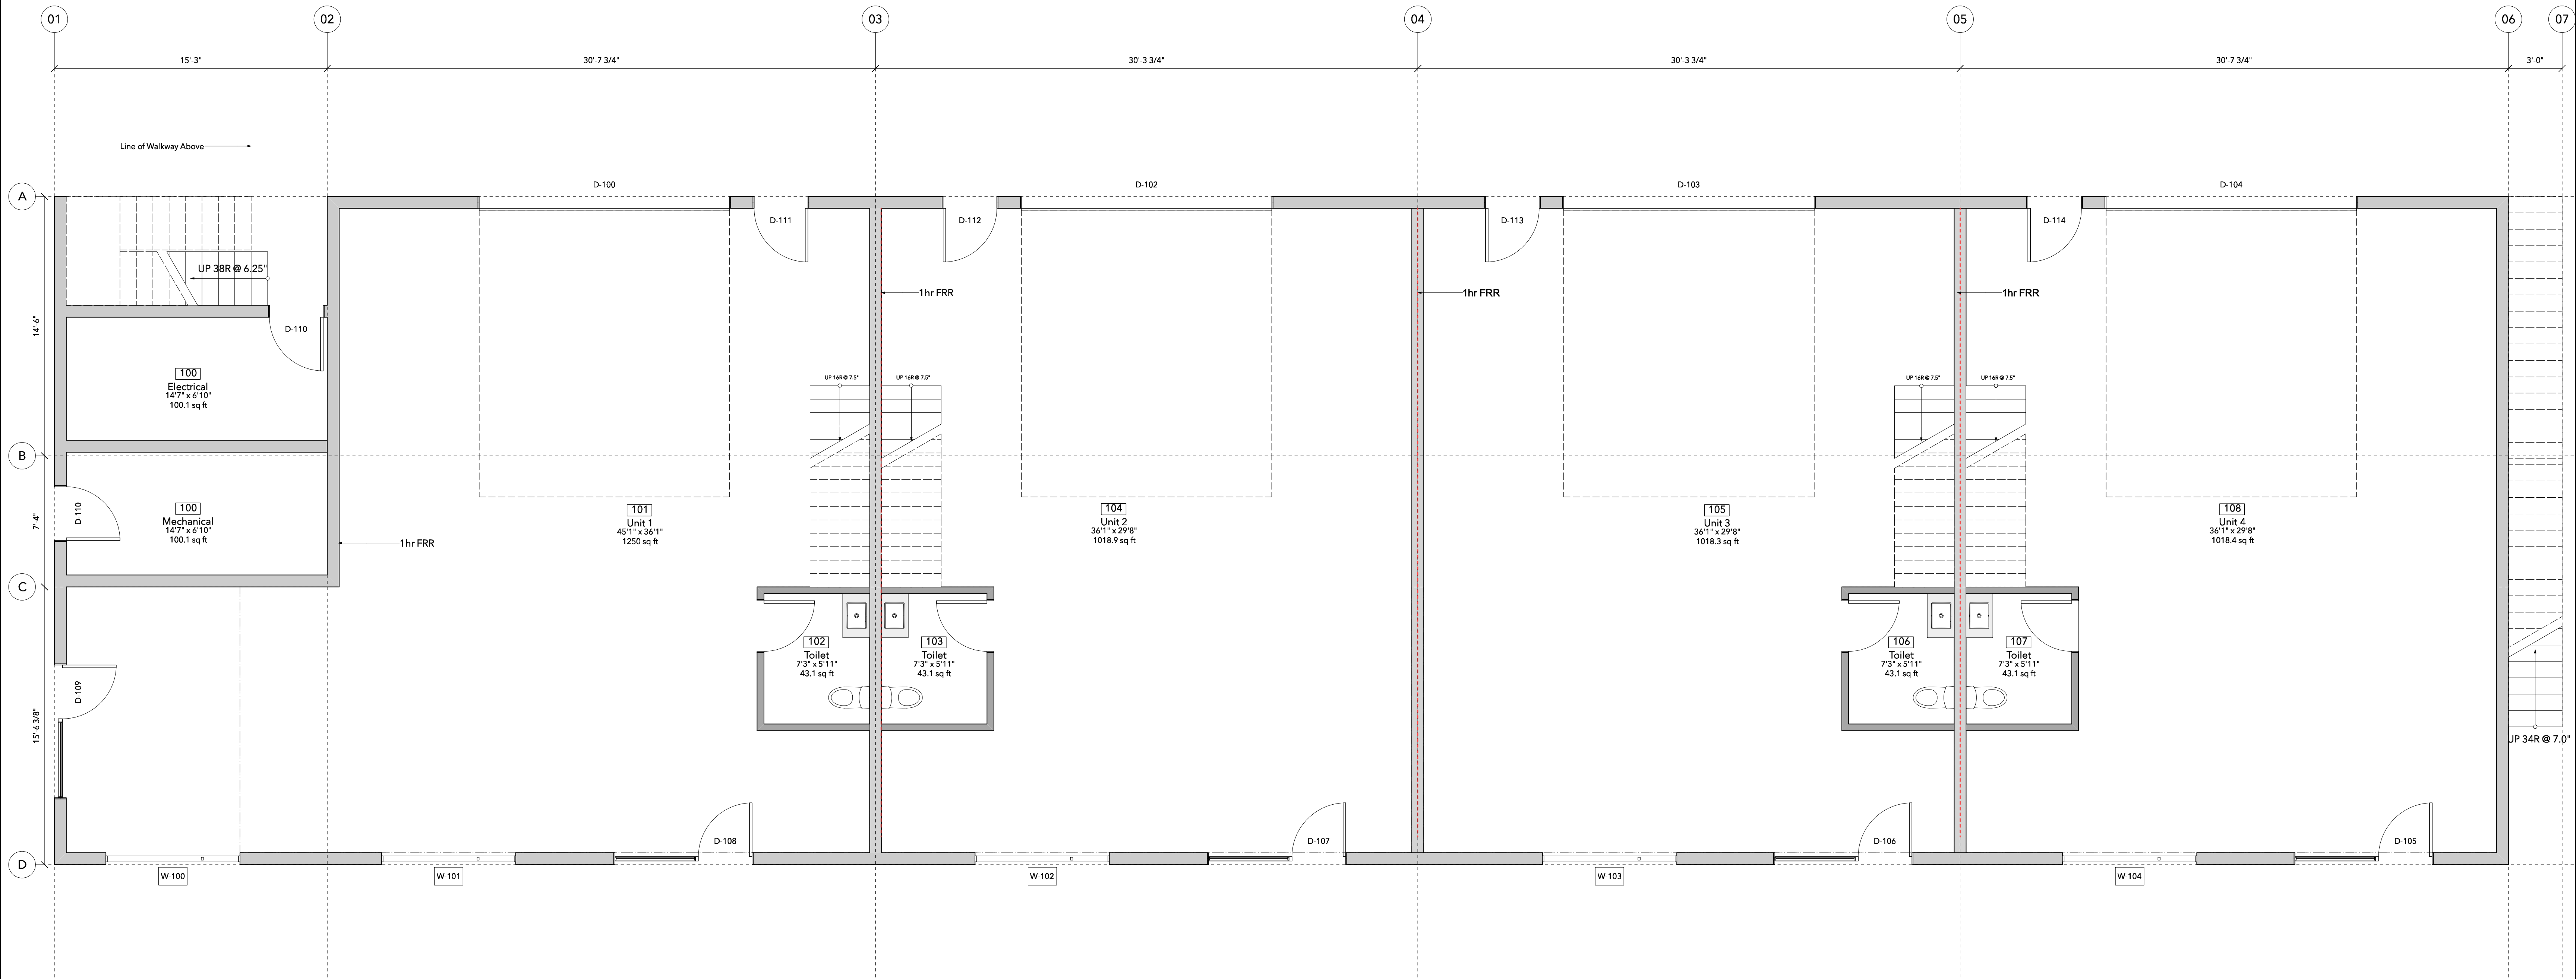 01
02
03
04
05
06
07
15'-3"
30'-7 3/4"
30'-3 3/4"
30'-3 3/4"
30'-7 3/4"
3'-0"
Line of Walkway Above
A
D-100
D-102
D-103
D-104
D-111
D-112
D-113
D-114
UP 38R @ 6.25"
1hr FRR
1hr FRR
1hr FRR
14'-6"
D-110
100
Electrical
14'7" x 6'10"
100.1 sq ft
UP 16R @ 7.5"
UP 16R @ 7.5"
UP 16R @ 7.5"
UP 16R @ 7.5"
B
7'-4"
D-110
100
Mechanical
14'7" x 6'10"
100.1 sq ft
1hr FRR
101
Unit 1
45'1" x 36'1"
1250 sq ft
104
Unit 2
36'1" x 29'8"
1018.9 sq ft
105
Unit 3
36'1" x 29'8"
1018.3 sq ft
108
Unit 4
36'1" x 29'8"
1018.4 sq ft
C
102
Toilet
7'3" x 5'11"
43.1 sq ft
103
Toilet
7'3" x 5'11"
43.1 sq ft
106
Toilet
7'3" x 5'11"
43.1 sq ft
107
Toilet
7'3" x 5'11"
43.1 sq ft
15'-6 3/8"
D-109
UP 34R @ 7.0"
D-108
D-107
D-106
D-105
D
W-100
W-101
W-102
W-103
W-104